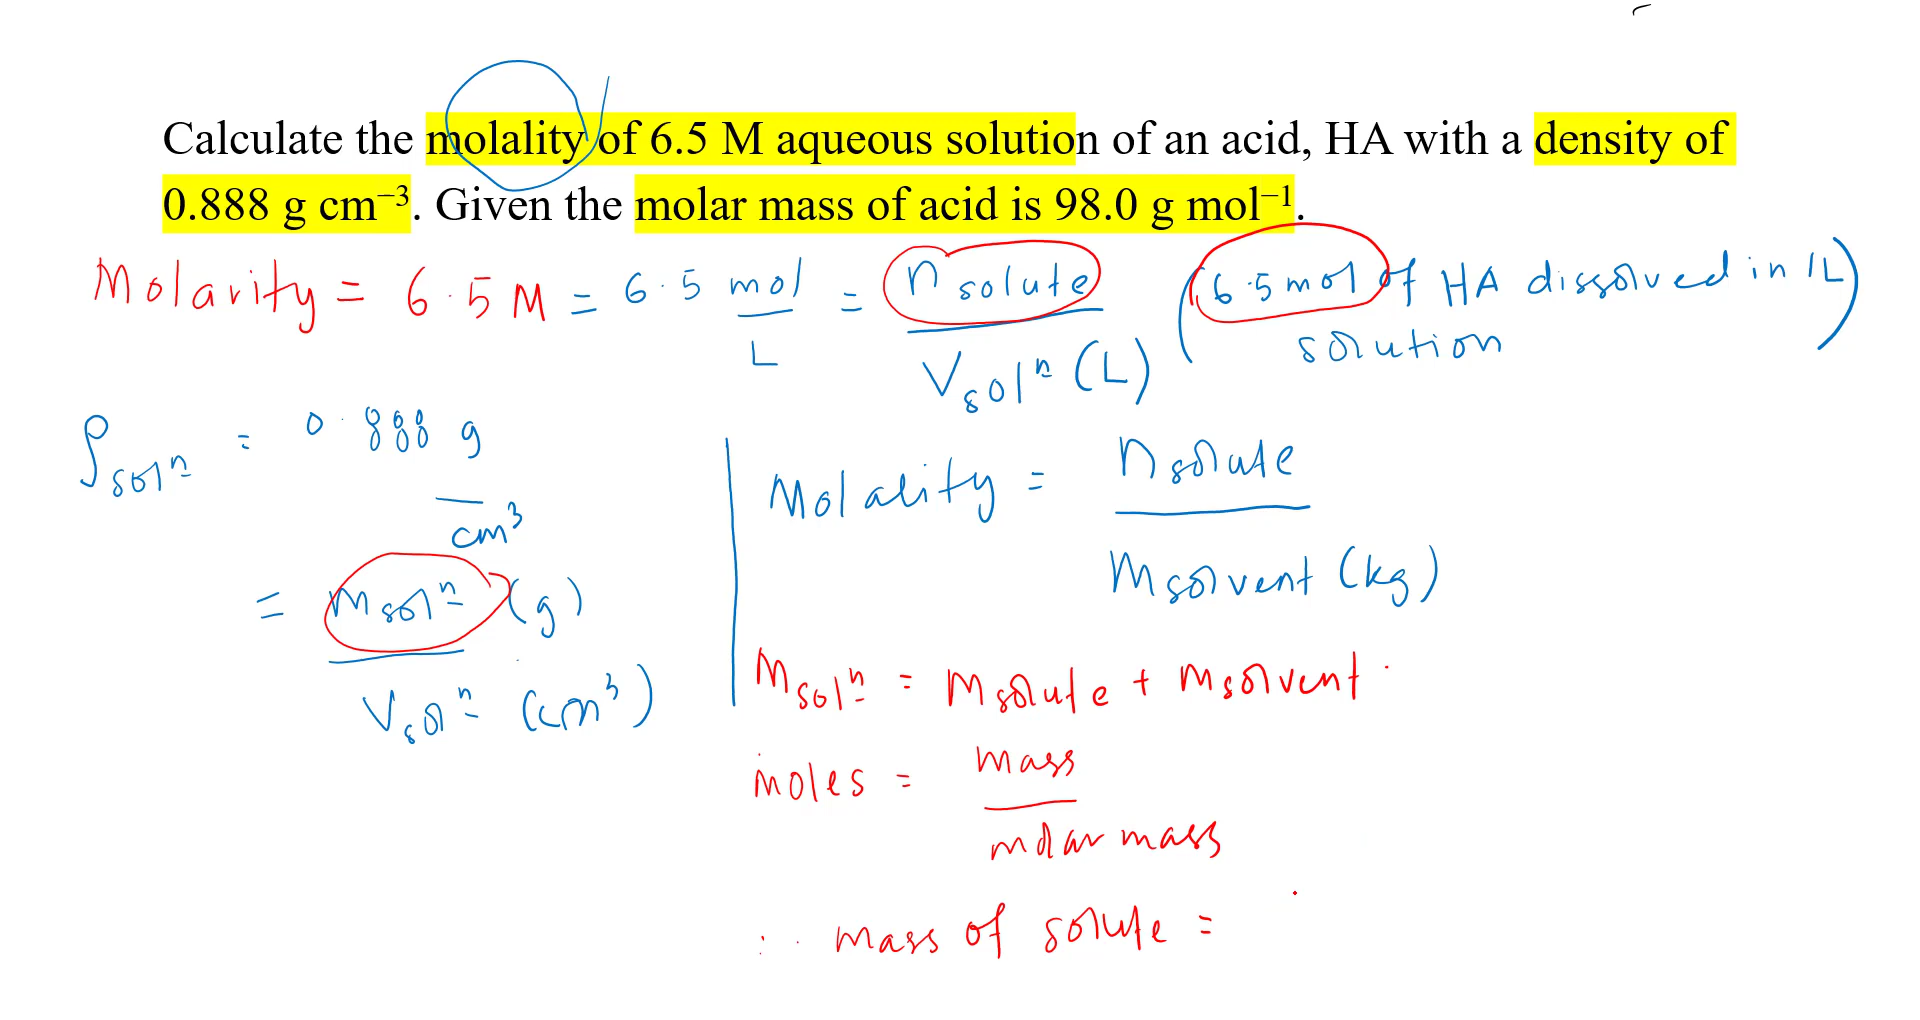 Calculate the molality of 6.5 M aqueous solution of an acid, HA with a density of
0.888 g cm⁻³. Given the molar mass of acid is 98.0 g mol⁻¹.
Molarity = 6.5 M = 6.5 mol/L = n solute / V solⁿ (L) (6.5 mol of HA dissolved in 1L
solution)
ρ solⁿ = 0.888 g / cm³
= m solⁿ (g) / V solⁿ (cm³)
Molality = n solute / m solvent (kg)
m solⁿ = m solute + m solvent
moles = mass / molar mass
∴ mass of solute =